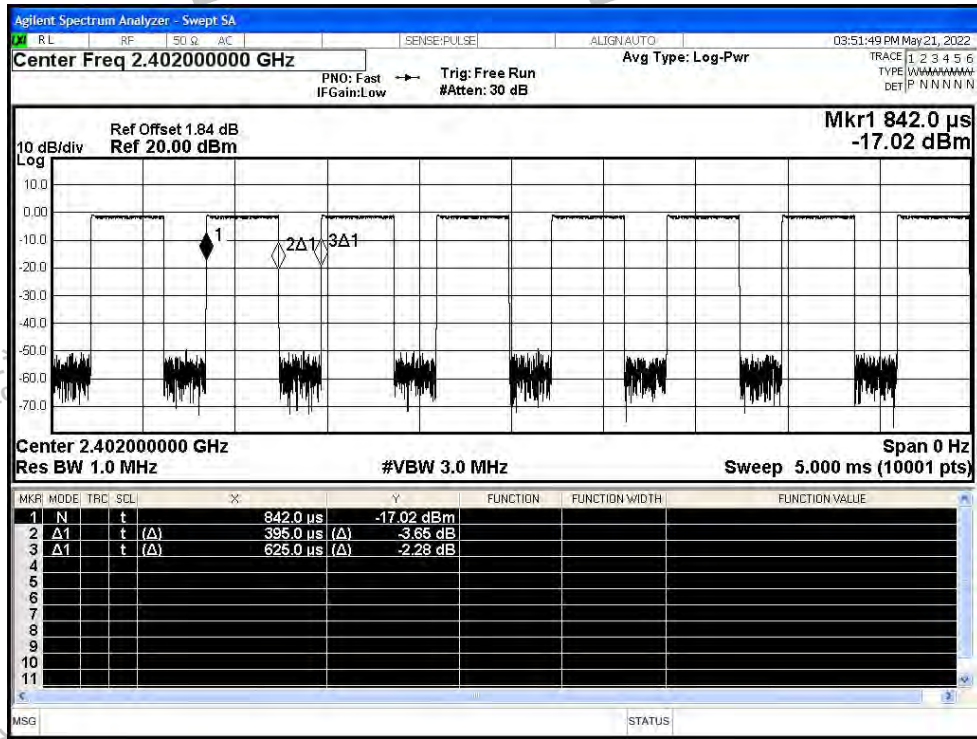 Agilent Spectrum Analyzer - Swept SA
RL RF 50 Ω AC SENSE:PULSE ALIGN AUTO 03:51:49 PM May 21, 2022
Center Freq 2.402000000 GHz
PNO: Fast
IFGain:Low
Trig: Free Run
#Atten: 30 dB
Avg Type: Log-Pwr
TRACE 1 2 3 4 5 6
TYPE
DET P N N N N N
Ref Offset 1.84 dB
10 dB/div Ref 20.00 dBm
Log
Mkr1 842.0 µs
-17.02 dBm
10.0
0.00
-10.0
-20.0
-30.0
-40.0
-50.0
-60.0
-70.0
1
2Δ1
3Δ1
Center 2.402000000 GHz Span 0 Hz
Res BW 1.0 MHz #VBW 3.0 MHz Sweep 5.000 ms (10001 pts)
MKR MODE TRC SCL X Y FUNCTION FUNCTION WIDTH FUNCTION VALUE
1 N t 842.0 µs -17.02 dBm
2 Δ1 t (Δ) 395.0 µs (Δ) -3.65 dB
3 Δ1 t (Δ) 625.0 µs (Δ) -2.28 dB
4
5
6
7
8
9
10
11
MSG STATUS